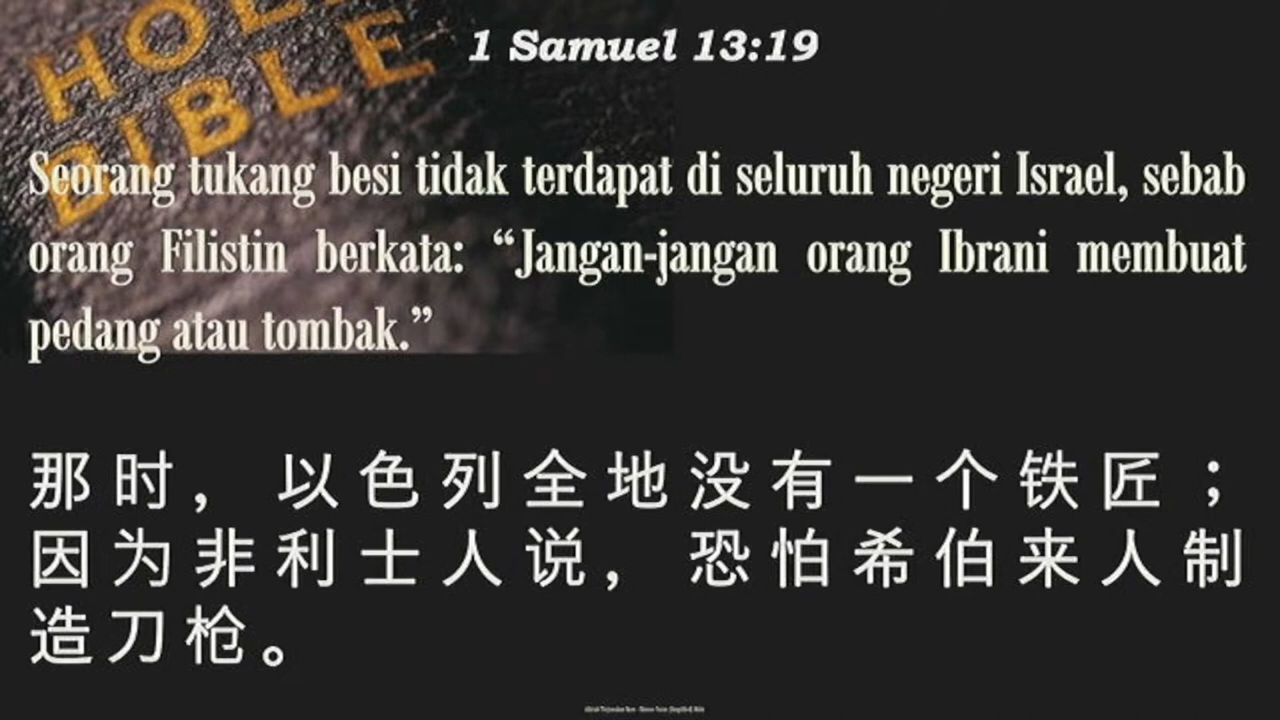 HOL
BIBLE
1 Samuel 13:19
Seorang tukang besi tidak terdapat di seluruh negeri Israel, sebab
orang Filistin berkata: “Jangan-jangan orang Ibrani membuat
pedang atau tombak.”
那时，以色列全地没有一个铁匠；
因为非利士人说，恐怕希伯来人制
造刀枪。